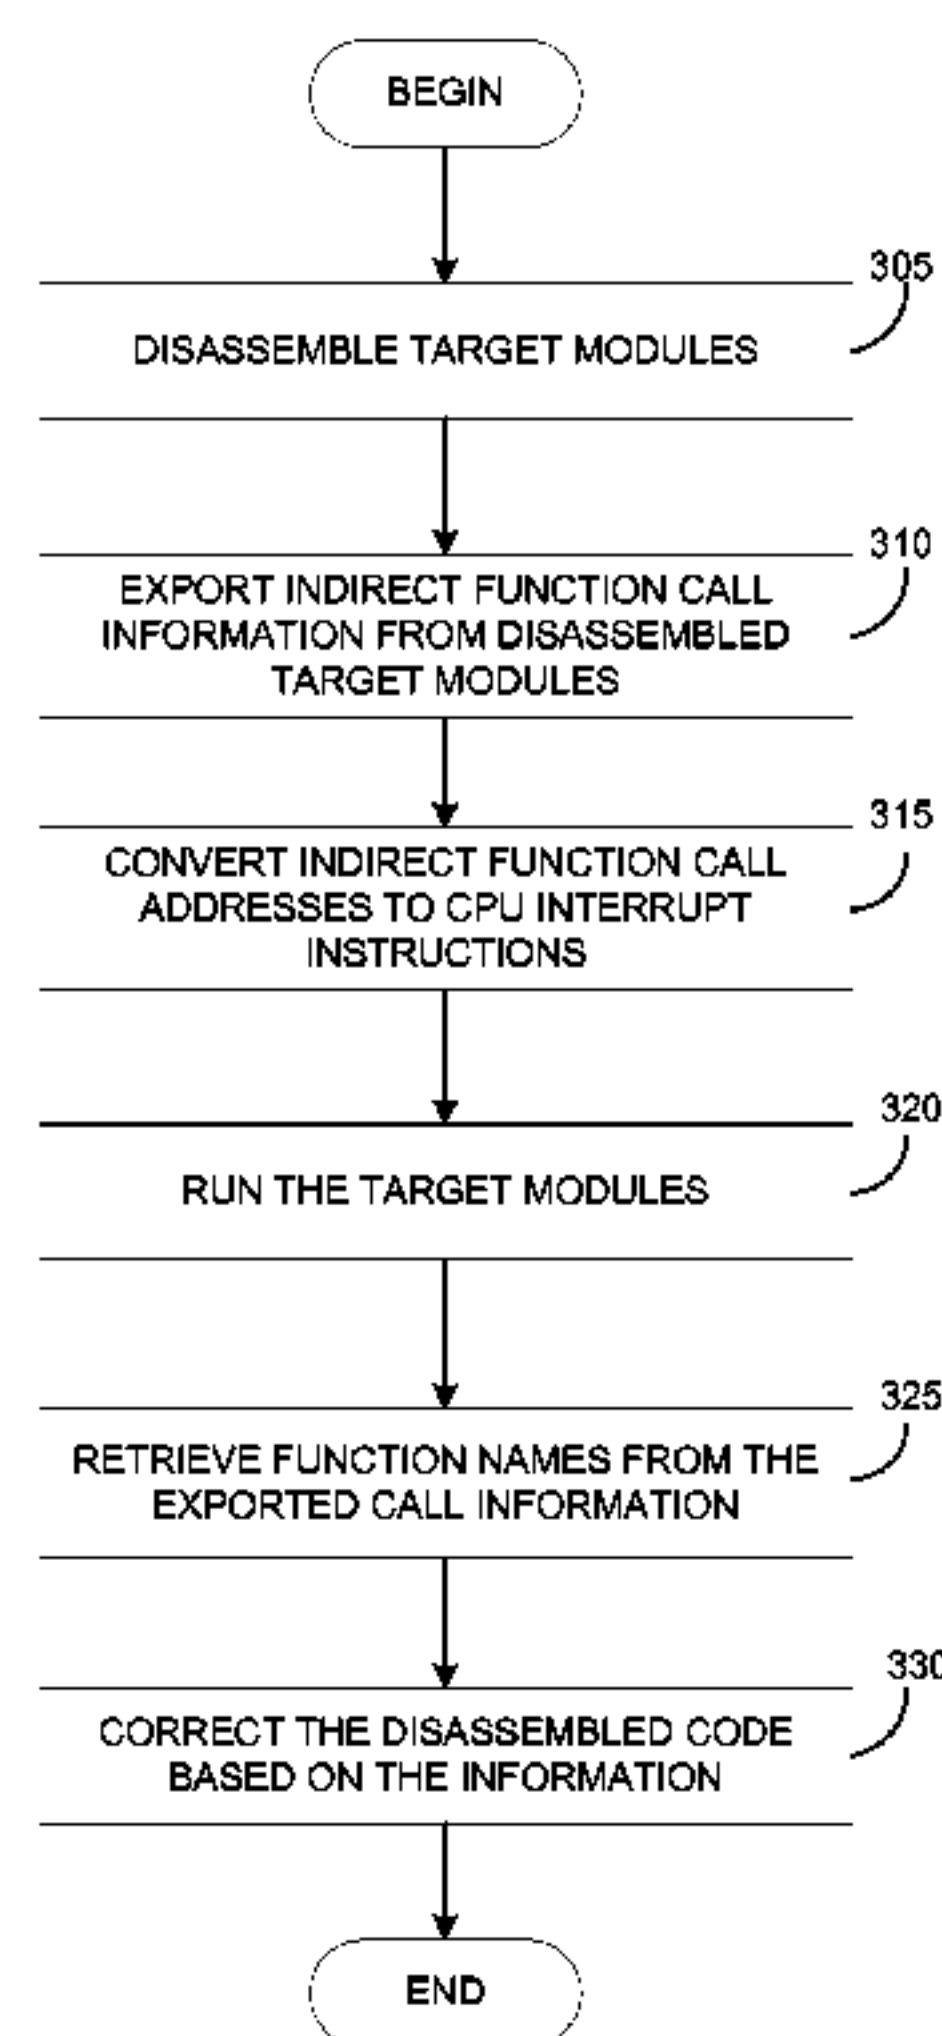 BEGIN
305
DISASSEMBLE TARGET MODULES
310
EXPORT INDIRECT FUNCTION CALL
INFORMATION FROM DISASSEMBLED
TARGET MODULES
315
CONVERT INDIRECT FUNCTION CALL
ADDRESSES TO CPU INTERRUPT
INSTRUCTIONS
320
RUN THE TARGET MODULES
325
RETRIEVE FUNCTION NAMES FROM THE
EXPORTED CALL INFORMATION
330
CORRECT THE DISASSEMBLED CODE
BASED ON THE INFORMATION
END